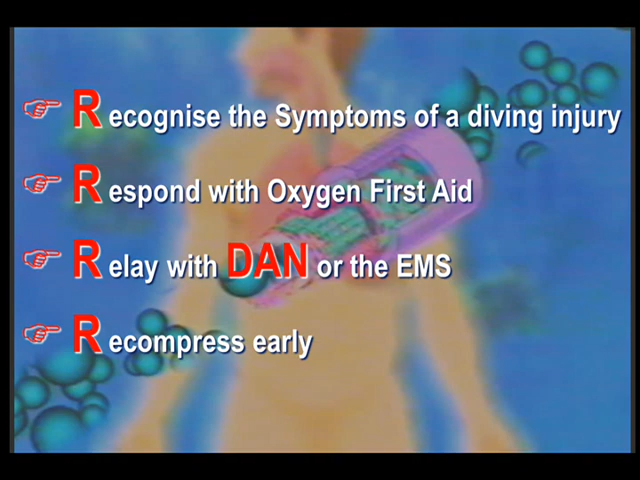 Recognise the Symptoms of a diving injury
Respond with Oxygen First Aid
Relay with DAN or the EMS
Recompress early